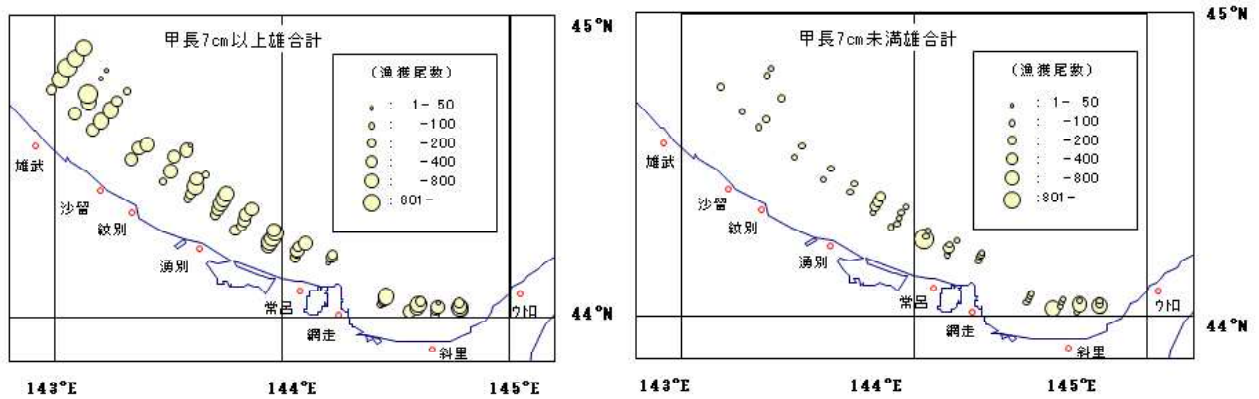 甲長7cm以上雄合計
(漁獲尾数)
: 1- 50
: -100
: -200
: -400
: -800
: 801-
雄武
沙留
紋別
湧別
常呂
網走
斜里
ウトロ
45°N
44°N
143°E
144°E
145°E
甲長7cm未満雄合計
(漁獲尾数)
: 1- 50
: -100
: -200
: -400
: -800
:801-
雄武
沙留
紋別
湧別
常呂
網走
斜里
ウトロ
45°N
44°N
143°E
144°E
145°E